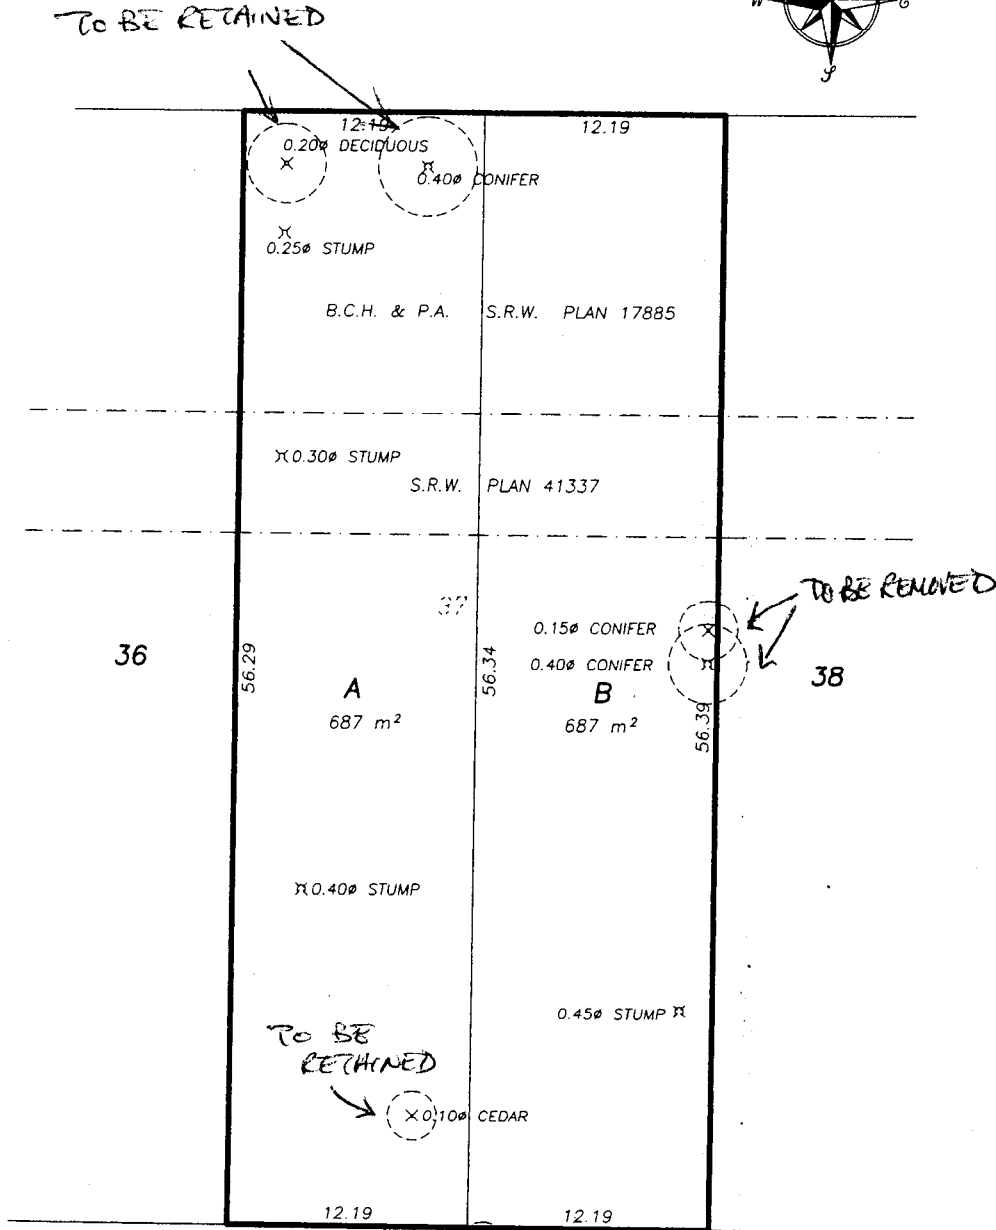 TO BE RETAINED
W
S
12.19
12.19
0.20ø DECIDUOUS
0.40ø CONIFER
0.25ø STUMP
B.C.H. & P.A. S.R.W. PLAN 17885
0.30ø STUMP
S.R.W. PLAN 41337
TO BE REMOVED
37
0.15ø CONIFER
36
56.29
56.34
0.40ø CONIFER
38
A
B
687 m²
687 m²
56.39
0.40ø STUMP
0.45ø STUMP
TO BE
RETAINED
0.10ø CEDAR
12.19
12.19